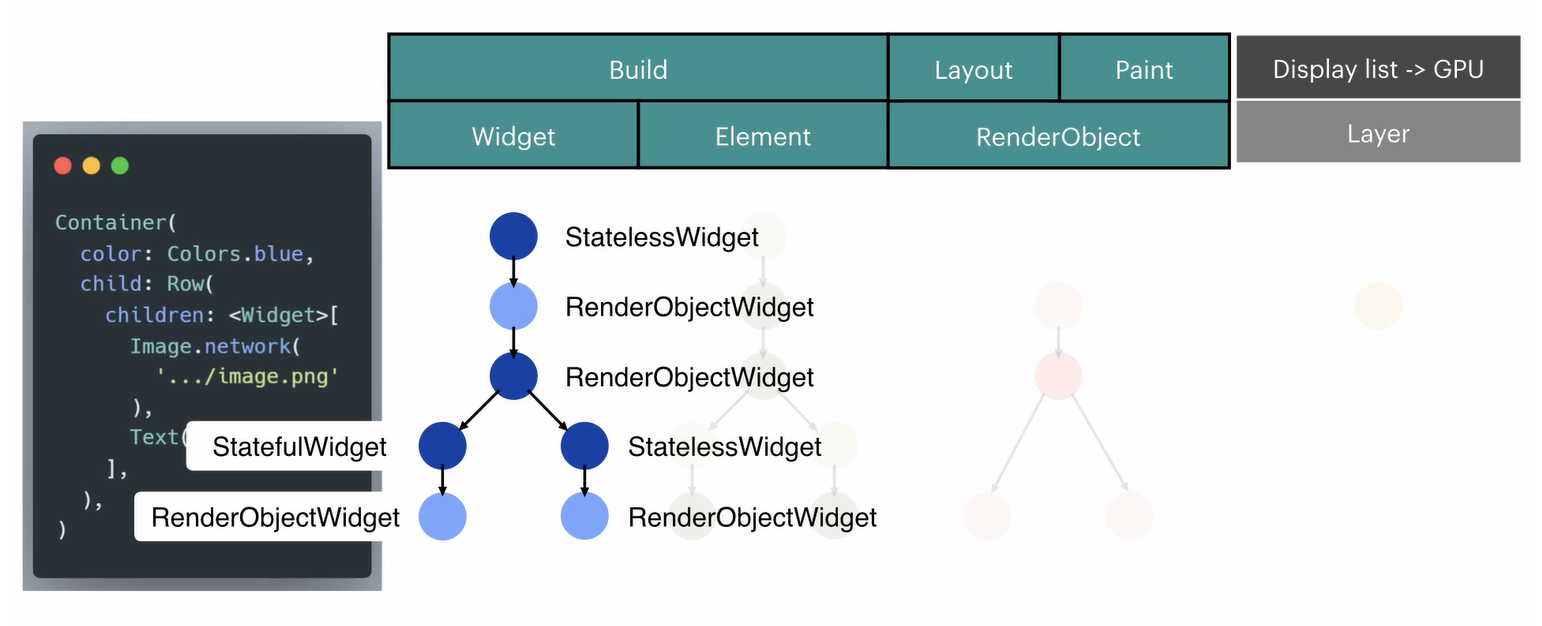 Build
Layout
Paint
Display list -> GPU
Widget
Element
RenderObject
Layer
Container(
color: Colors.blue,
child: Row(
children: <Widget>[
Image.network(
'.../image.png'
),
Text(
],
),
)
StatelessWidget
RenderObjectWidget
RenderObjectWidget
StatefulWidget
StatelessWidget
RenderObjectWidget
RenderObjectWidget